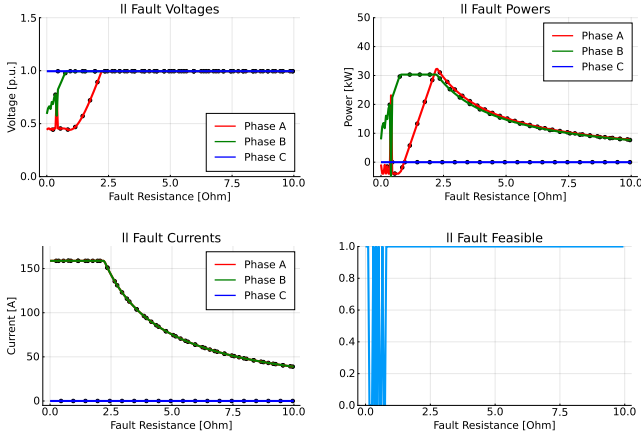 ll Fault Voltages
Voltage [p.u.]
1.5
1.0
0.5
0.0
0.0
2.5
5.0
7.5
10.0
Fault Resistance [Ohm]
Phase A
Phase B
Phase C
ll Fault Powers
Power [kW]
50
40
30
20
10
0
0.0
2.5
5.0
7.5
10.0
Fault Resistance [Ohm]
Phase A
Phase B
Phase C
ll Fault Currents
Current [A]
150
100
50
0
0.0
2.5
5.0
7.5
10.0
Fault Resistance [Ohm]
Phase A
Phase B
Phase C
ll Fault Feasible
1.0
0.8
0.6
0.4
0.2
0.0
0.0
2.5
5.0
7.5
10.0
Fault Resistance [Ohm]